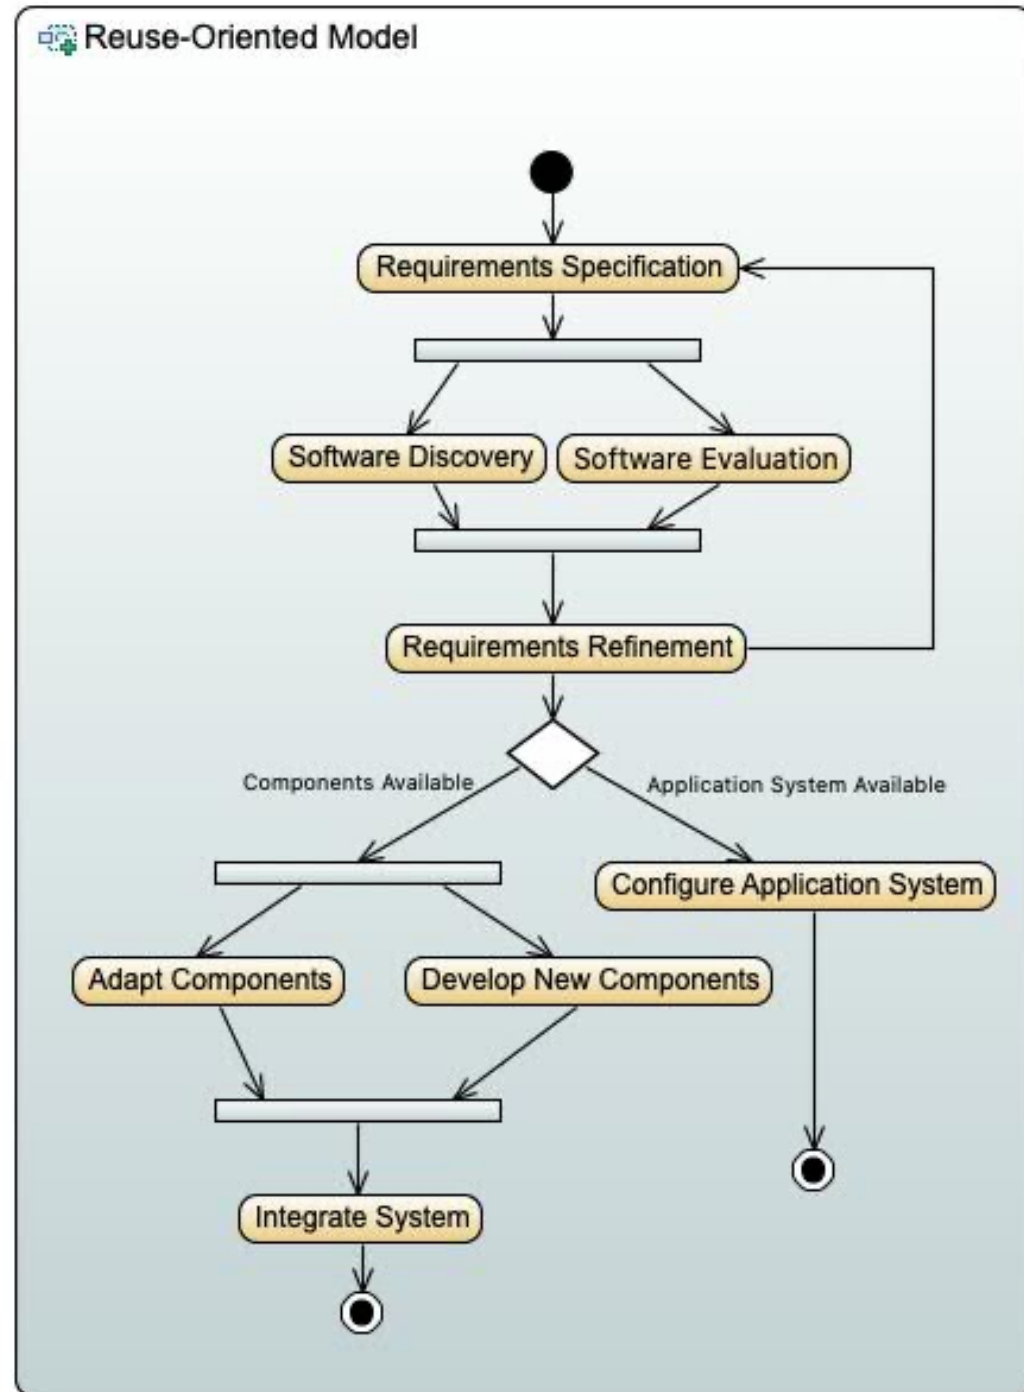 Reuse-Oriented Model
Requirements Specification
Software Discovery
Software Evaluation
Requirements Refinement
Components Available
Application System Available
Configure Application System
Adapt Components
Develop New Components
Integrate System